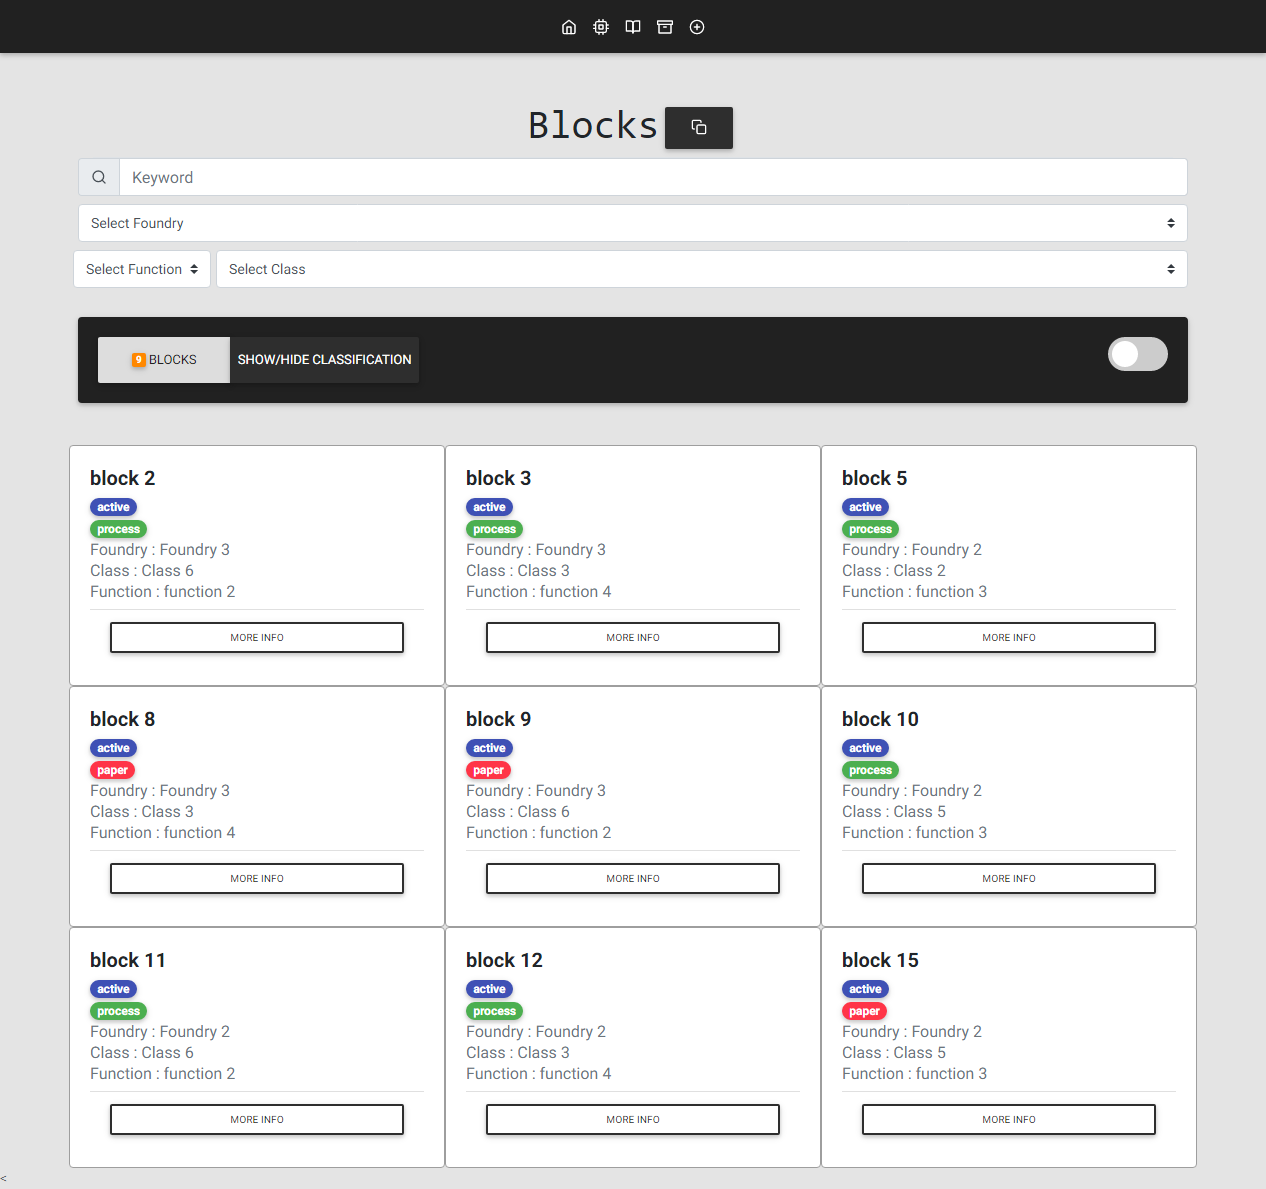 Blocks
Keyword
Select Foundry
Select Function
Select Class
9 BLOCKS
SHOW/HIDE CLASSIFICATION
block 2
active
process
Foundry : Foundry 3
Class : Class 6
Function : function 2
MORE INFO
block 3
active
process
Foundry : Foundry 3
Class : Class 3
Function : function 4
MORE INFO
block 5
active
process
Foundry : Foundry 2
Class : Class 2
Function : function 3
MORE INFO
block 8
active
paper
Foundry : Foundry 3
Class : Class 3
Function : function 4
MORE INFO
block 9
active
paper
Foundry : Foundry 3
Class : Class 6
Function : function 2
MORE INFO
block 10
active
process
Foundry : Foundry 2
Class : Class 5
Function : function 3
MORE INFO
block 11
active
process
Foundry : Foundry 2
Class : Class 6
Function : function 2
MORE INFO
block 12
active
process
Foundry : Foundry 2
Class : Class 3
Function : function 4
MORE INFO
block 15
active
paper
Foundry : Foundry 2
Class : Class 5
Function : function 3
MORE INFO
<